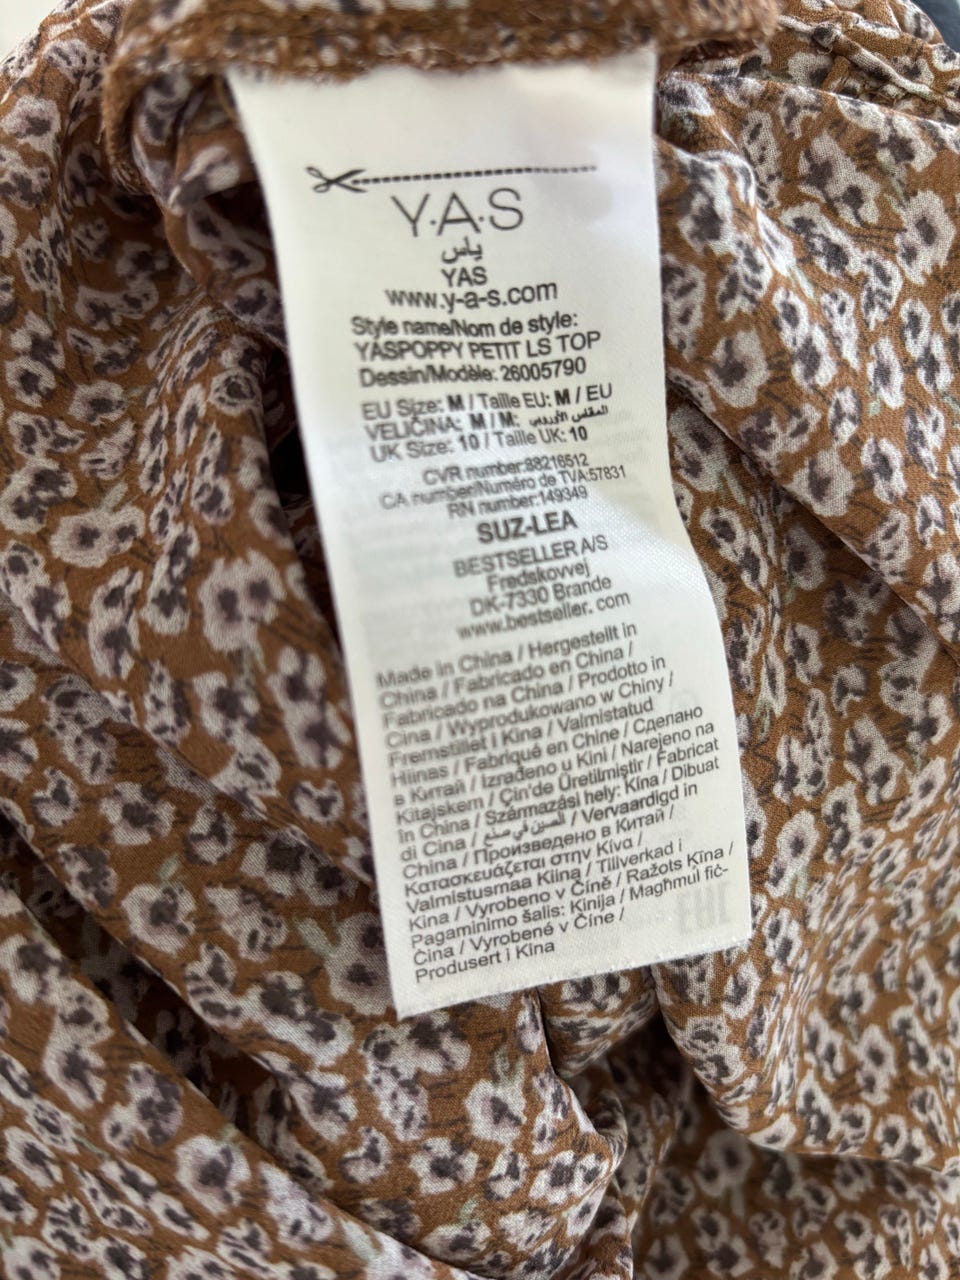 Y·A·S
ياس
YAS
www.y-a-s.com
Style name/Nom de style:
YASPOPPY PETIT LS TOP
Dessin/Modèle: 26005790
EU Size: M / Taille EU: M / EU
VELIČINA: M / M: المقاس الأوروبي
UK Size: 10 / Taille UK: 10
CVR number:88216512
CA number/Numéro de TVA:57831
RN number:149349
SUZ-LEA
BESTSELLER A/S
Fredskovvej
DK-7330 Brande
www.bestseller.com
Made in China / Hergestellt in
China / Fabricado en China /
Fabricado na China / Prodotto in
Cina / Wyprodukowano w Chiny /
Fremstillet i Kina / Valmistatud
Hiinas / Fabriqué en Chine / Сделано
в Китай / Izrađeno u Kini / Narejeno na
Kitajskem / Çin'de Üretilmiştir / Fabricat
în China / Származási hely: Kína / Dibuat
di Cina / الصين في صنع / Vervaardigd in
China / Произведено в Китай /
Κατασκευάζεται στην Κίνα /
Valmistusmaa Kiina / Tillverkad i
Kina / Vyrobeno v Číně / Ražots Ķīna /
Pagaminimo šalis: Kinija / Magħmul fiċ-
Ċina / Vyrobené v Číne /
Produsert i Kina